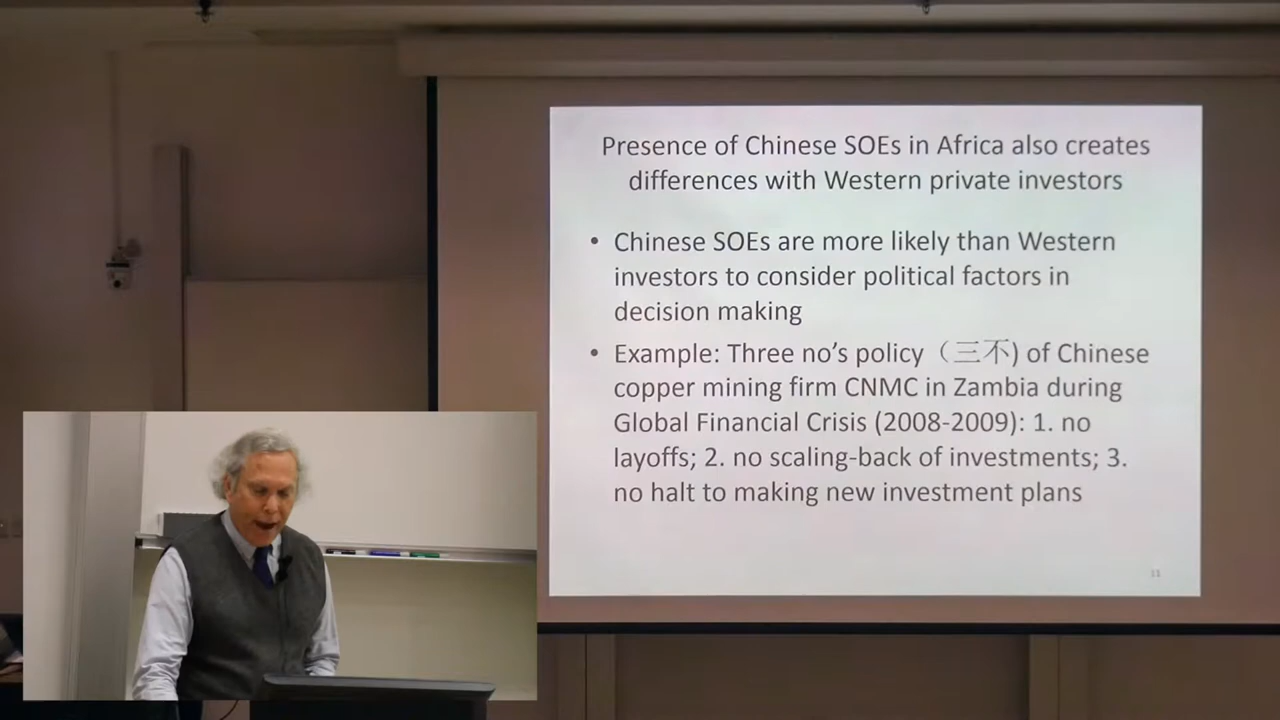 Presence of Chinese SOEs in Africa also creates
differences with Western private investors
• Chinese SOEs are more likely than Western
investors to consider political factors in
decision making
• Example: Three no’s policy（三不) of Chinese
copper mining firm CNMC in Zambia during
Global Financial Crisis (2008-2009): 1. no
layoffs; 2. no scaling-back of investments; 3.
no halt to making new investment plans